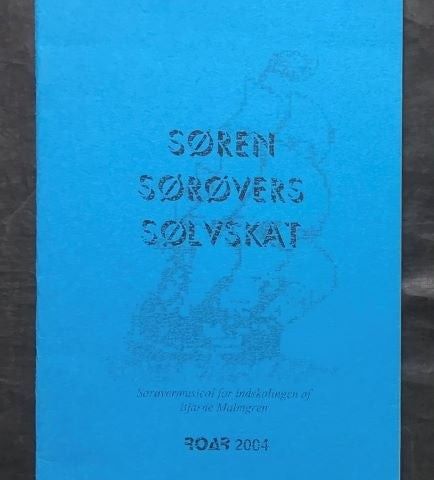 SØREN
SØRØVERS
SØLVSKAT
Sørøvermusical for indskolingen af
Bjarne Malmgren
ROAR 2004